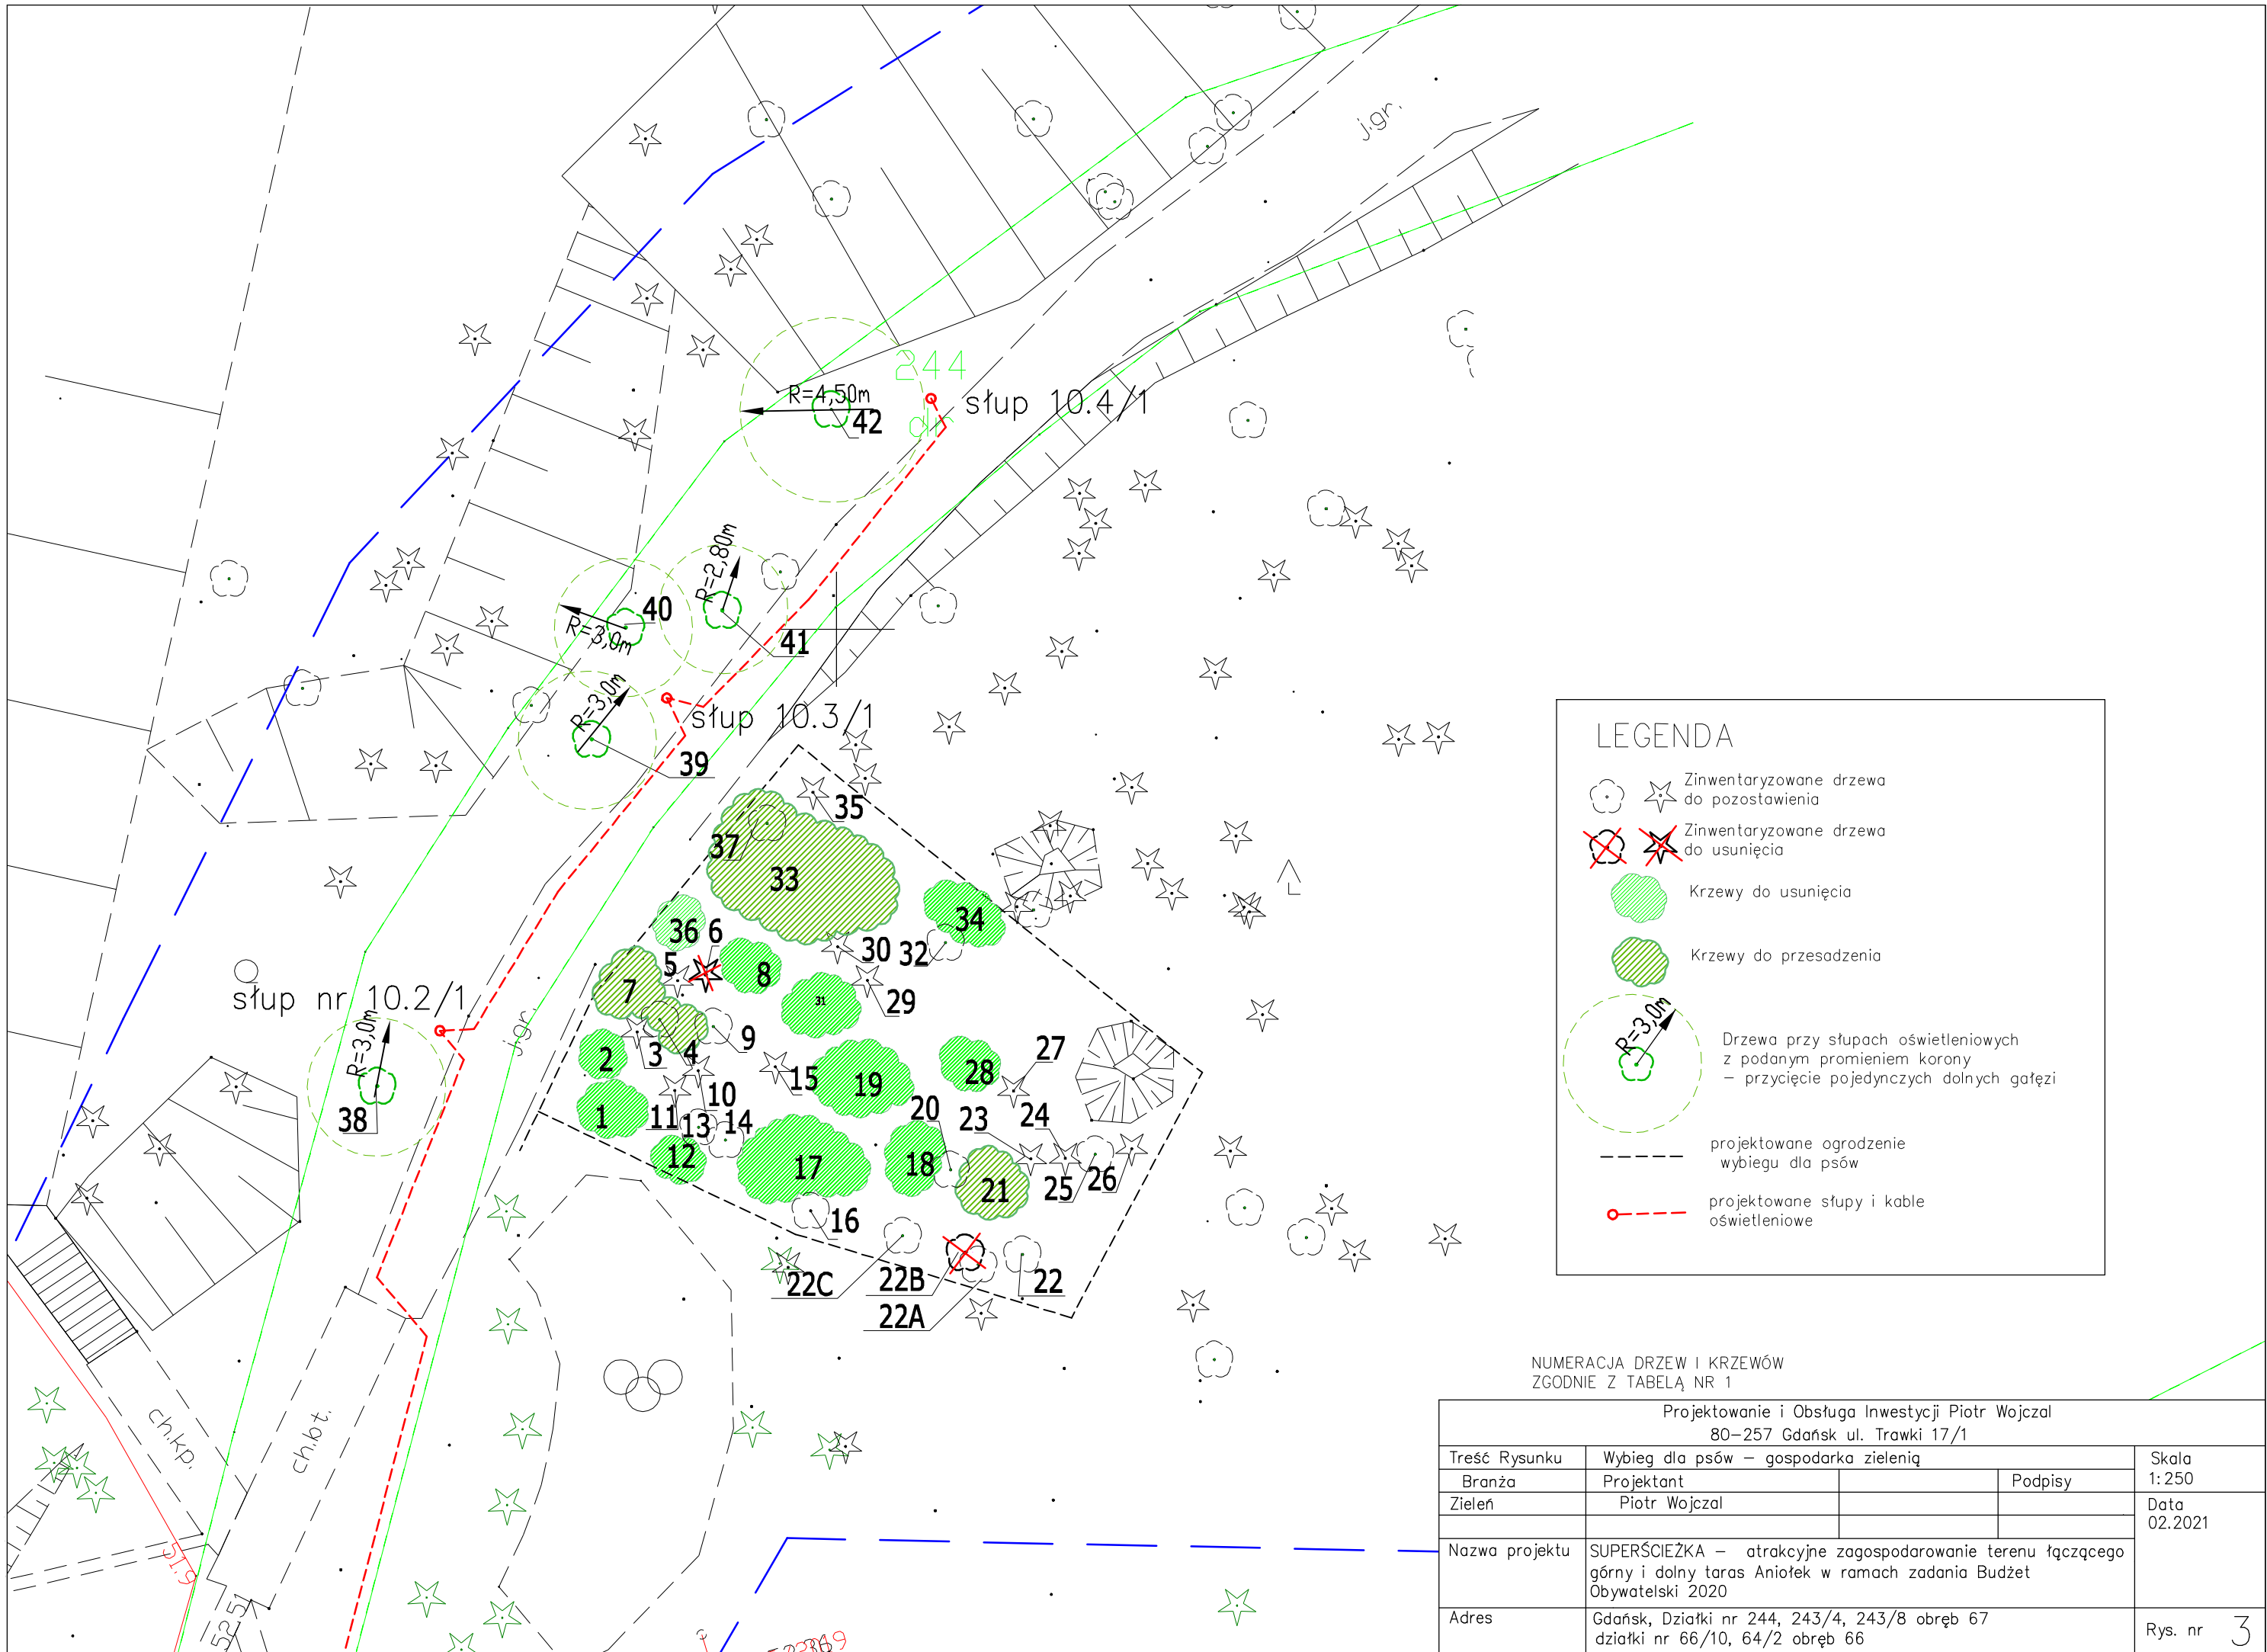 j.gr.
244
dr
R=4,50m
42
słup 10.4/1
R=2,80m
40
R=3,0m
41
R=3,0m
słup 10.3/1
39
35
37
33
36
6
34
5
30
32
7
8
31
29
słup nr 10.2/1
j.gr.
R=3,0m
38
2
3
4
9
27
15
19
28
10
1
11
13
14
20
23
24
12
17
18
25
26
21
16
22C
22B
22
22A
ch.kp.
ch.bt.
51.9
52.51
LEGENDA
Zinwentaryzowane drzewa
do pozostawienia
Zinwentaryzowane drzewa
do usunięcia
Krzewy do usunięcia
Krzewy do przesadzenia
R=3,0m
Drzewa przy słupach oświetleniowych
z podanym promieniem korony
– przycięcie pojedynczych dolnych gałęzi
projektowane ogrodzenie
wybiegu dla psów
projektowane słupy i kable
oświetleniowe
NUMERACJA DRZEW I KRZEWÓW
ZGODNIE Z TABELĄ NR 1
Projektowanie i Obsługa Inwestycji Piotr Wojczal
80–257 Gdańsk ul. Trawki 17/1
Treść Rysunku Wybieg dla psów – gospodarka zielenią Skala
1:250
Branża Projektant Podpisy
Zieleń Piotr Wojczal Data
02.2021
Nazwa projektu SUPERŚCIEŻKA – atrakcyjne zagospodarowanie terenu łączącego
górny i dolny taras Aniołek w ramach zadania Budżet
Obywatelski 2020
Adres Gdańsk, Działki nr 244, 243/4, 243/8 obręb 67
działki nr 66/10, 64/2 obręb 66
Rys. nr 3